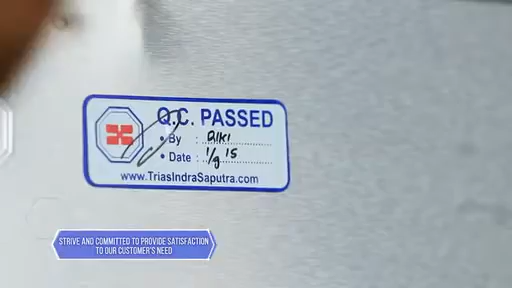 Q.C. PASSED
• By : RIKI
• Date : 1/9 15
www.TriasIndraSaputra.com
STRIVE AND COMMITTED TO PROVIDE SATISFACTION
TO OUR CUSTOMER'S NEED